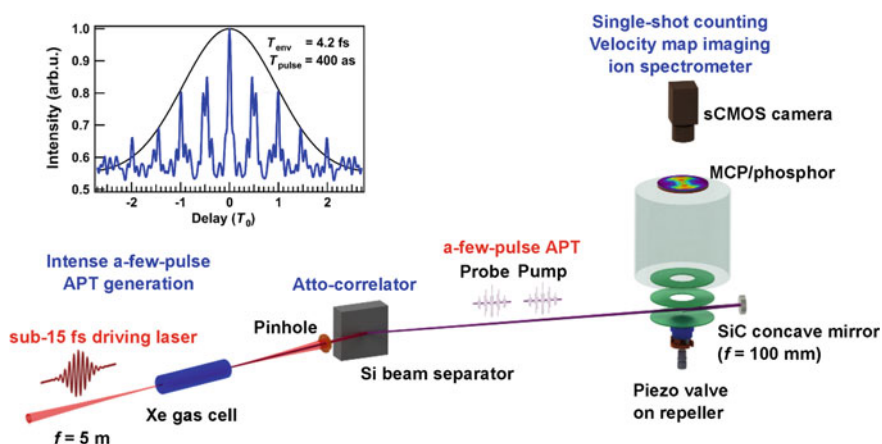 Single-shot counting
Velocity map imaging
ion spectrometer
sCMOS camera
MCP/phosphor
Intensity (arb.u.)
1.0
0.9
0.8
0.7
0.6
0.5
T_env = 4.2 fs
T_pulse = 400 as
-2
-1
0
1
2
Delay (T_0)
Intense a-few-pulse
APT generation
sub-15 fs driving laser
f = 5 m
Xe gas cell
Pinhole
Atto-correlator
Si beam separator
a-few-pulse APT
Probe Pump
SiC concave mirror
(f = 100 mm)
Piezo valve
on repeller